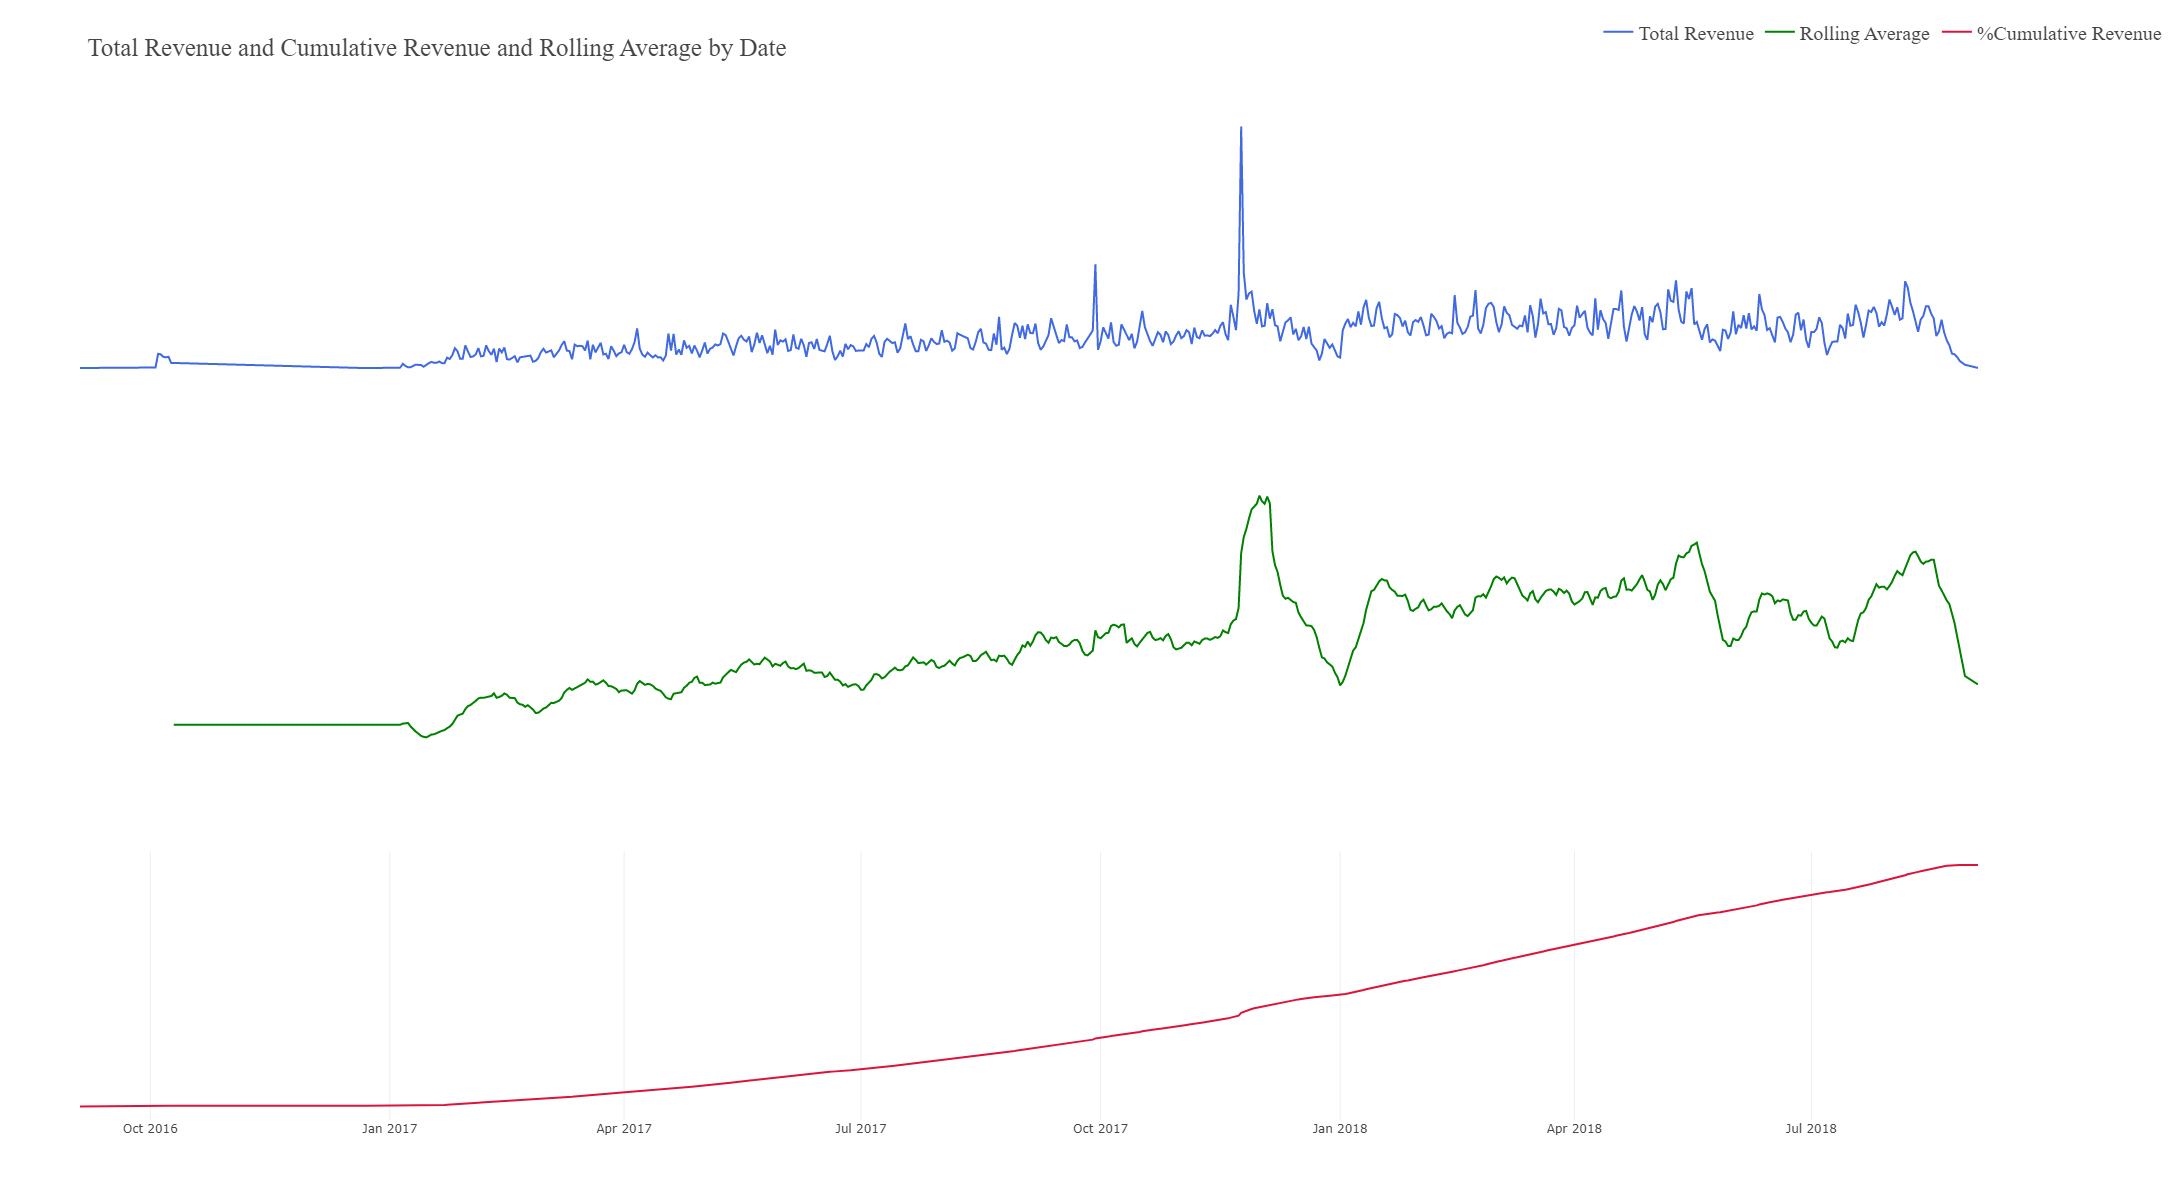 Total Revenue and Cumulative Revenue and Rolling Average by Date
Total Revenue Rolling Average %Cumulative Revenue
Oct 2016 Jan 2017 Apr 2017 Jul 2017 Oct 2017 Jan 2018 Apr 2018 Jul 2018